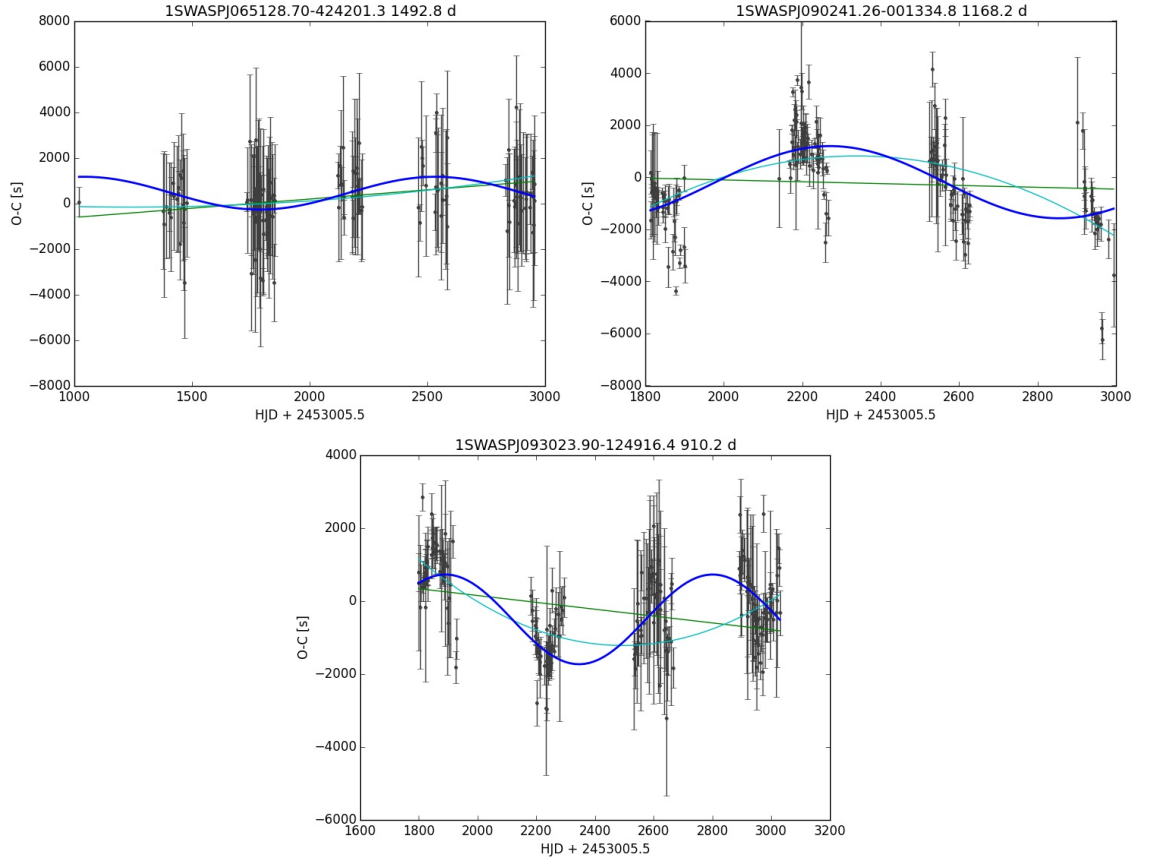 1SWASPJ065128.70-424201.3 1492.8 d
8000
6000
4000
2000
0
−2000
−4000
−6000
−8000
O-C [s]
1000 1500 2000 2500 3000
HJD + 2453005.5
1SWASPJ090241.26-001334.8 1168.2 d
6000
4000
2000
0
−2000
−4000
−6000
−8000
O-C [s]
1800 2000 2200 2400 2600 2800 3000
HJD + 2453005.5
1SWASPJ093023.90-124916.4 910.2 d
4000
2000
0
−2000
−4000
−6000
O-C [s]
1600 1800 2000 2200 2400 2600 2800 3000 3200
HJD + 2453005.5